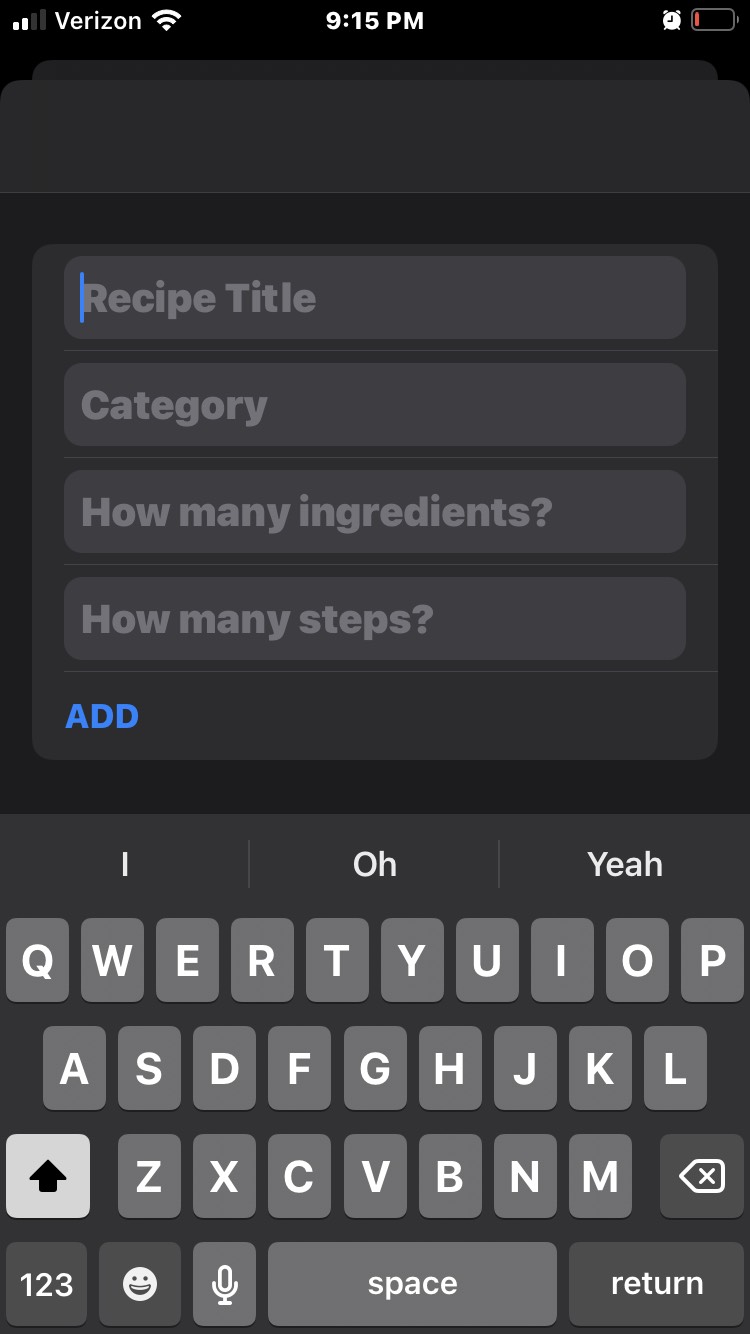 Verizon 9:15 PM
Recipe Title
Category
How many ingredients?
How many steps?
ADD
I Oh Yeah
Q W E R T Y U I O P
A S D F G H J K L
Z X C V B N M
123 space return